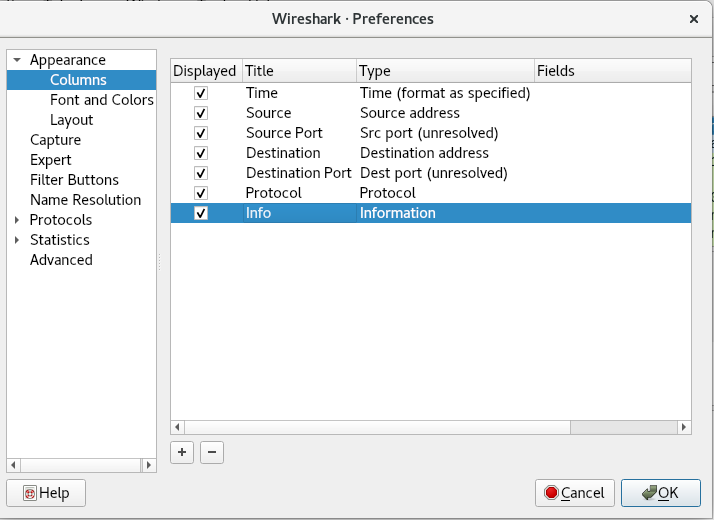 Wireshark · Preferences
Appearance
Columns
Font and Colors
Layout
Capture
Expert
Filter Buttons
Name Resolution
Protocols
Statistics
Advanced
Displayed Title Type Fields
Time Time (format as specified)
Source Source address
Source Port Src port (unresolved)
Destination Destination address
Destination Port Dest port (unresolved)
Protocol Protocol
Info Information
Help
Cancel
OK